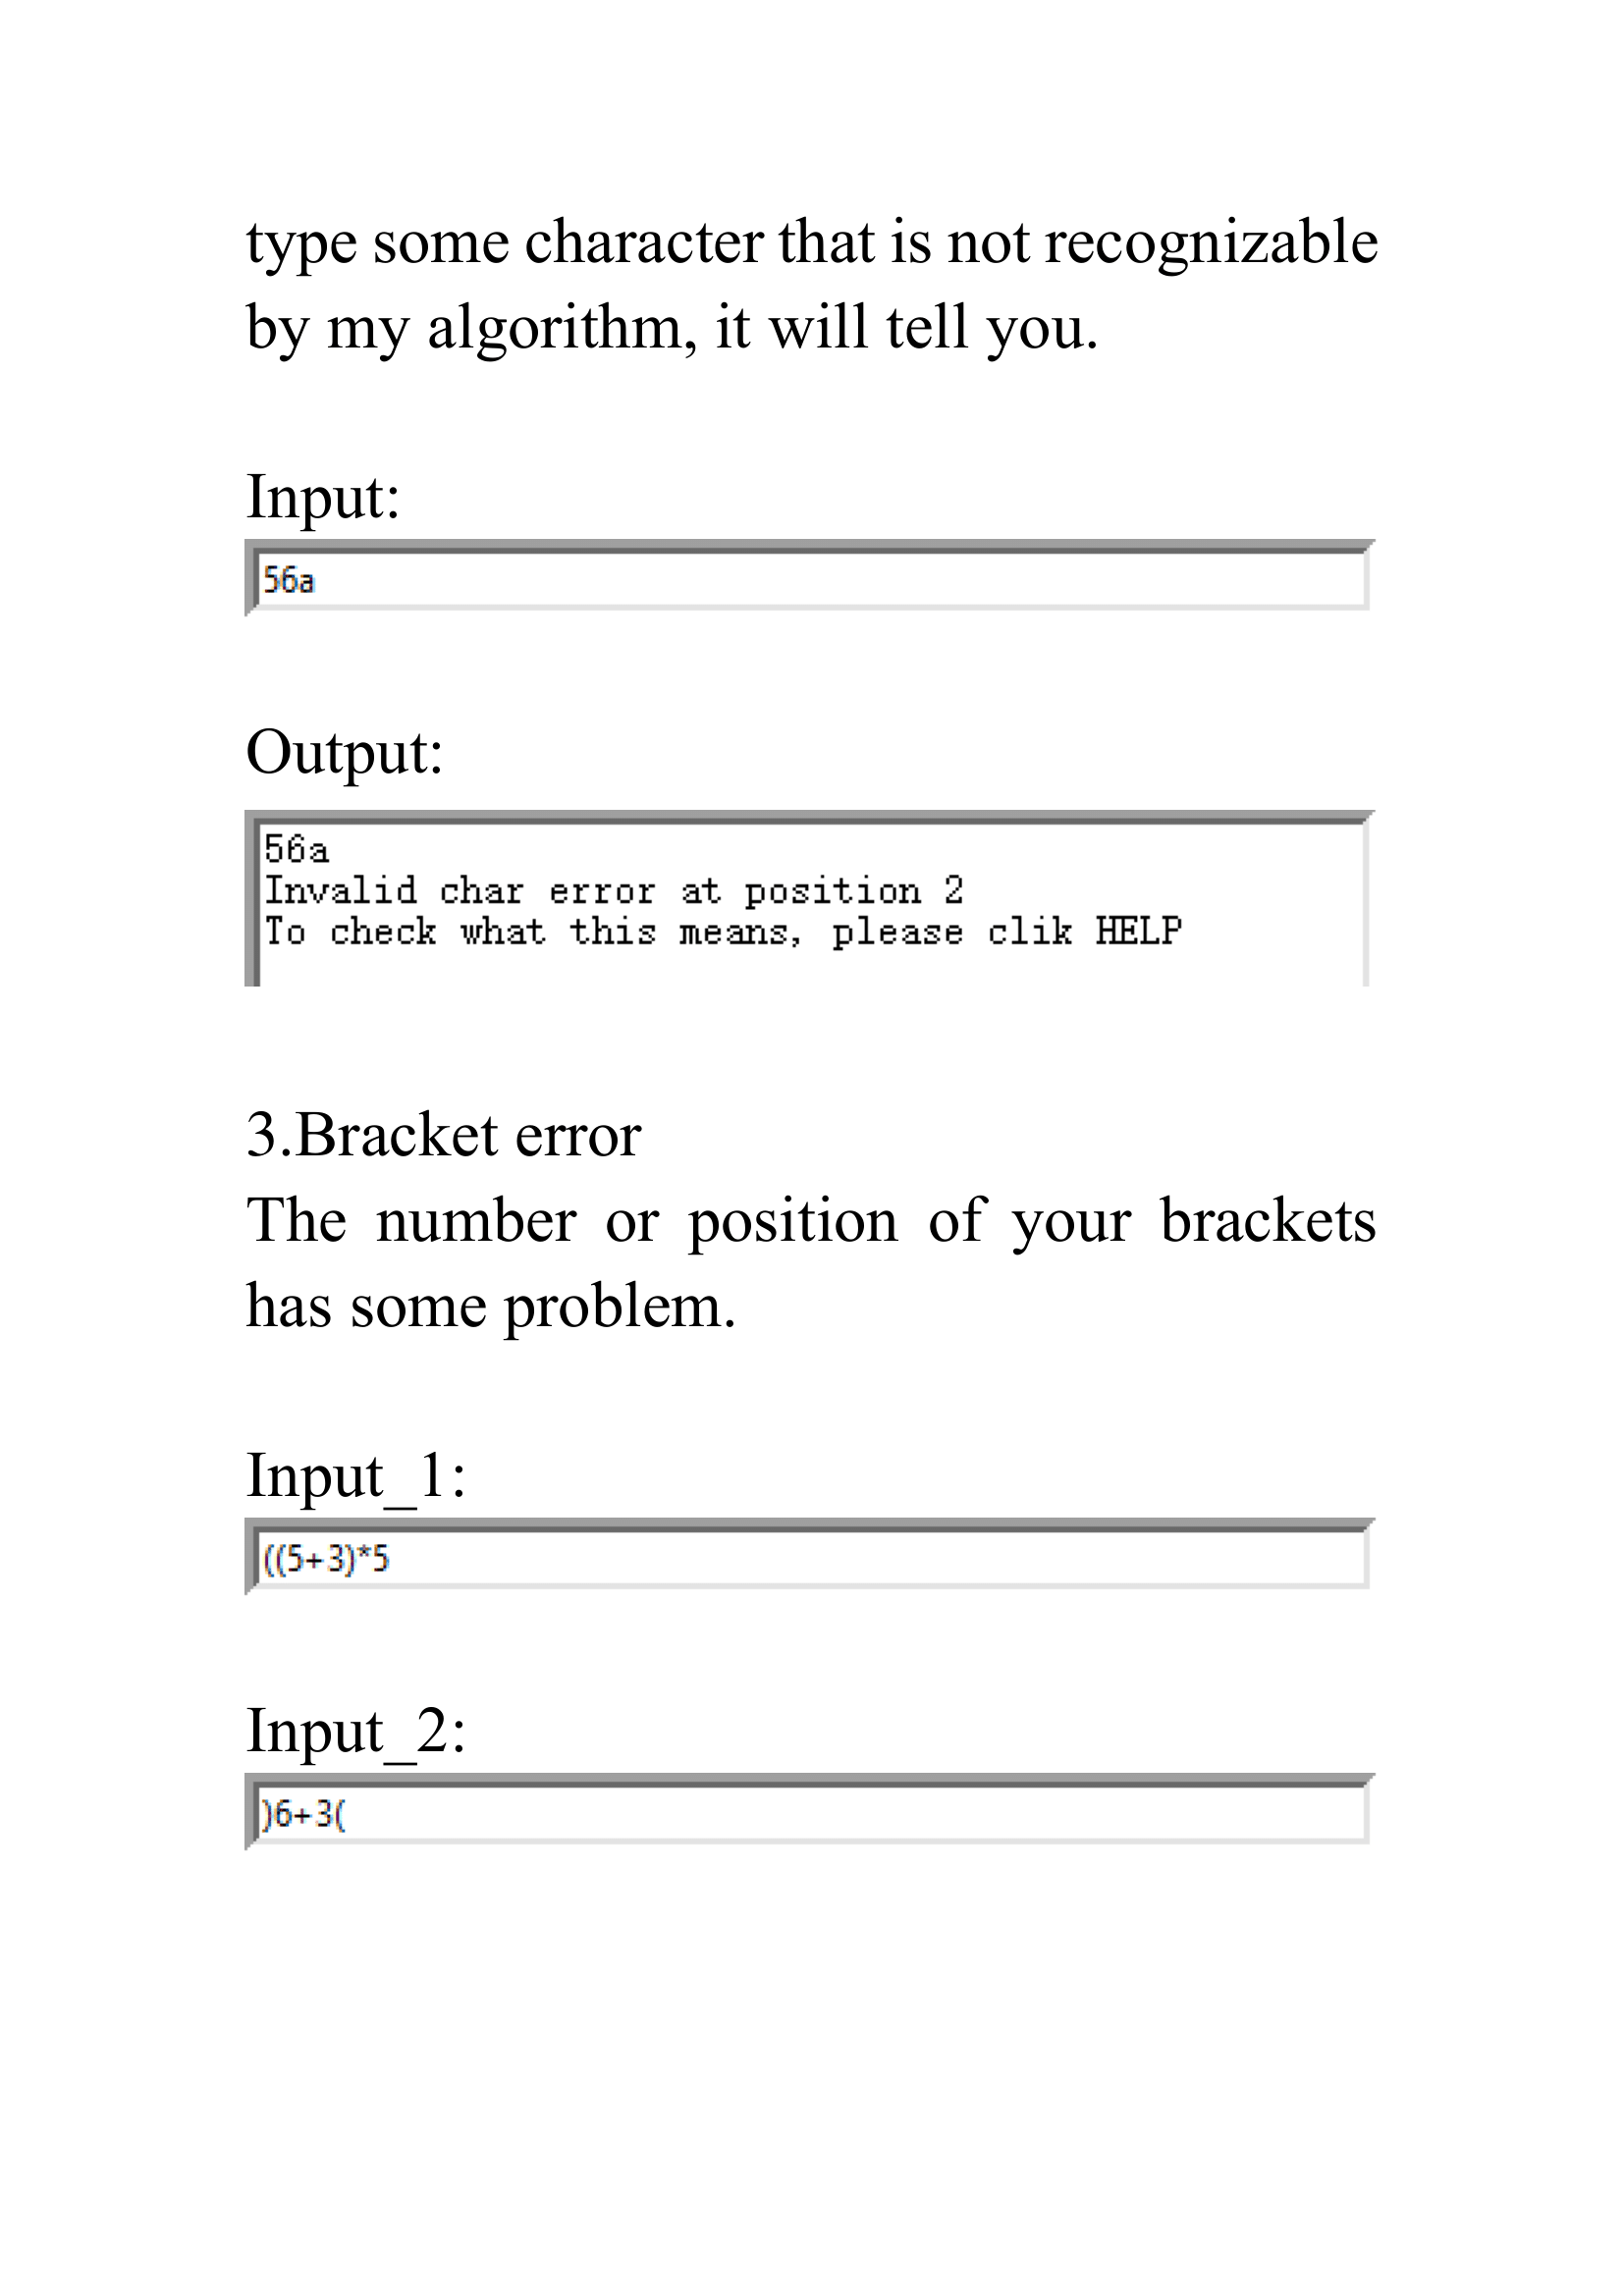 type some character that is not recognizable
by my algorithm, it will tell you.
Input:
56a
Output:
56a
Invalid char error at position 2
To check what this means, please clik HELP
3.Bracket error
The number or position of your brackets
has some problem.
Input_1:
((5+3)*5
Input_2:
)6+3(